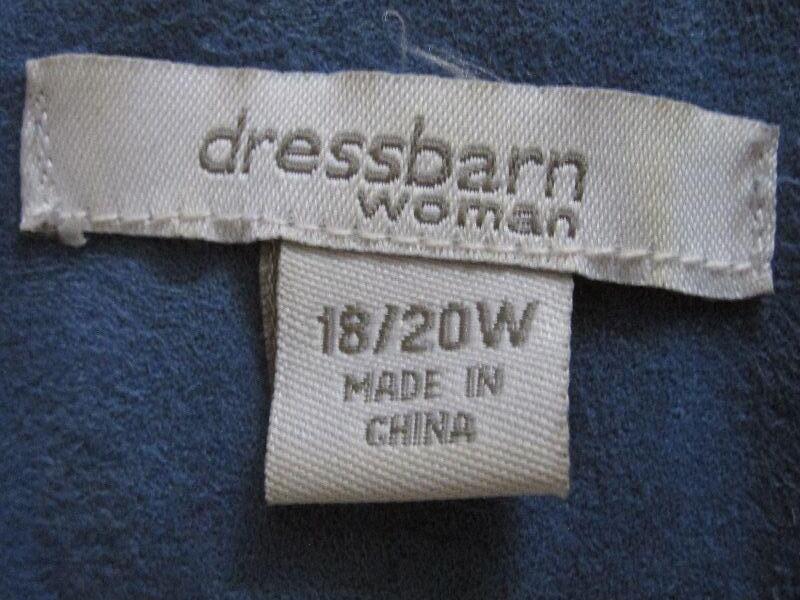 dressbarn
woman
18/20W
MADE IN
CHINA